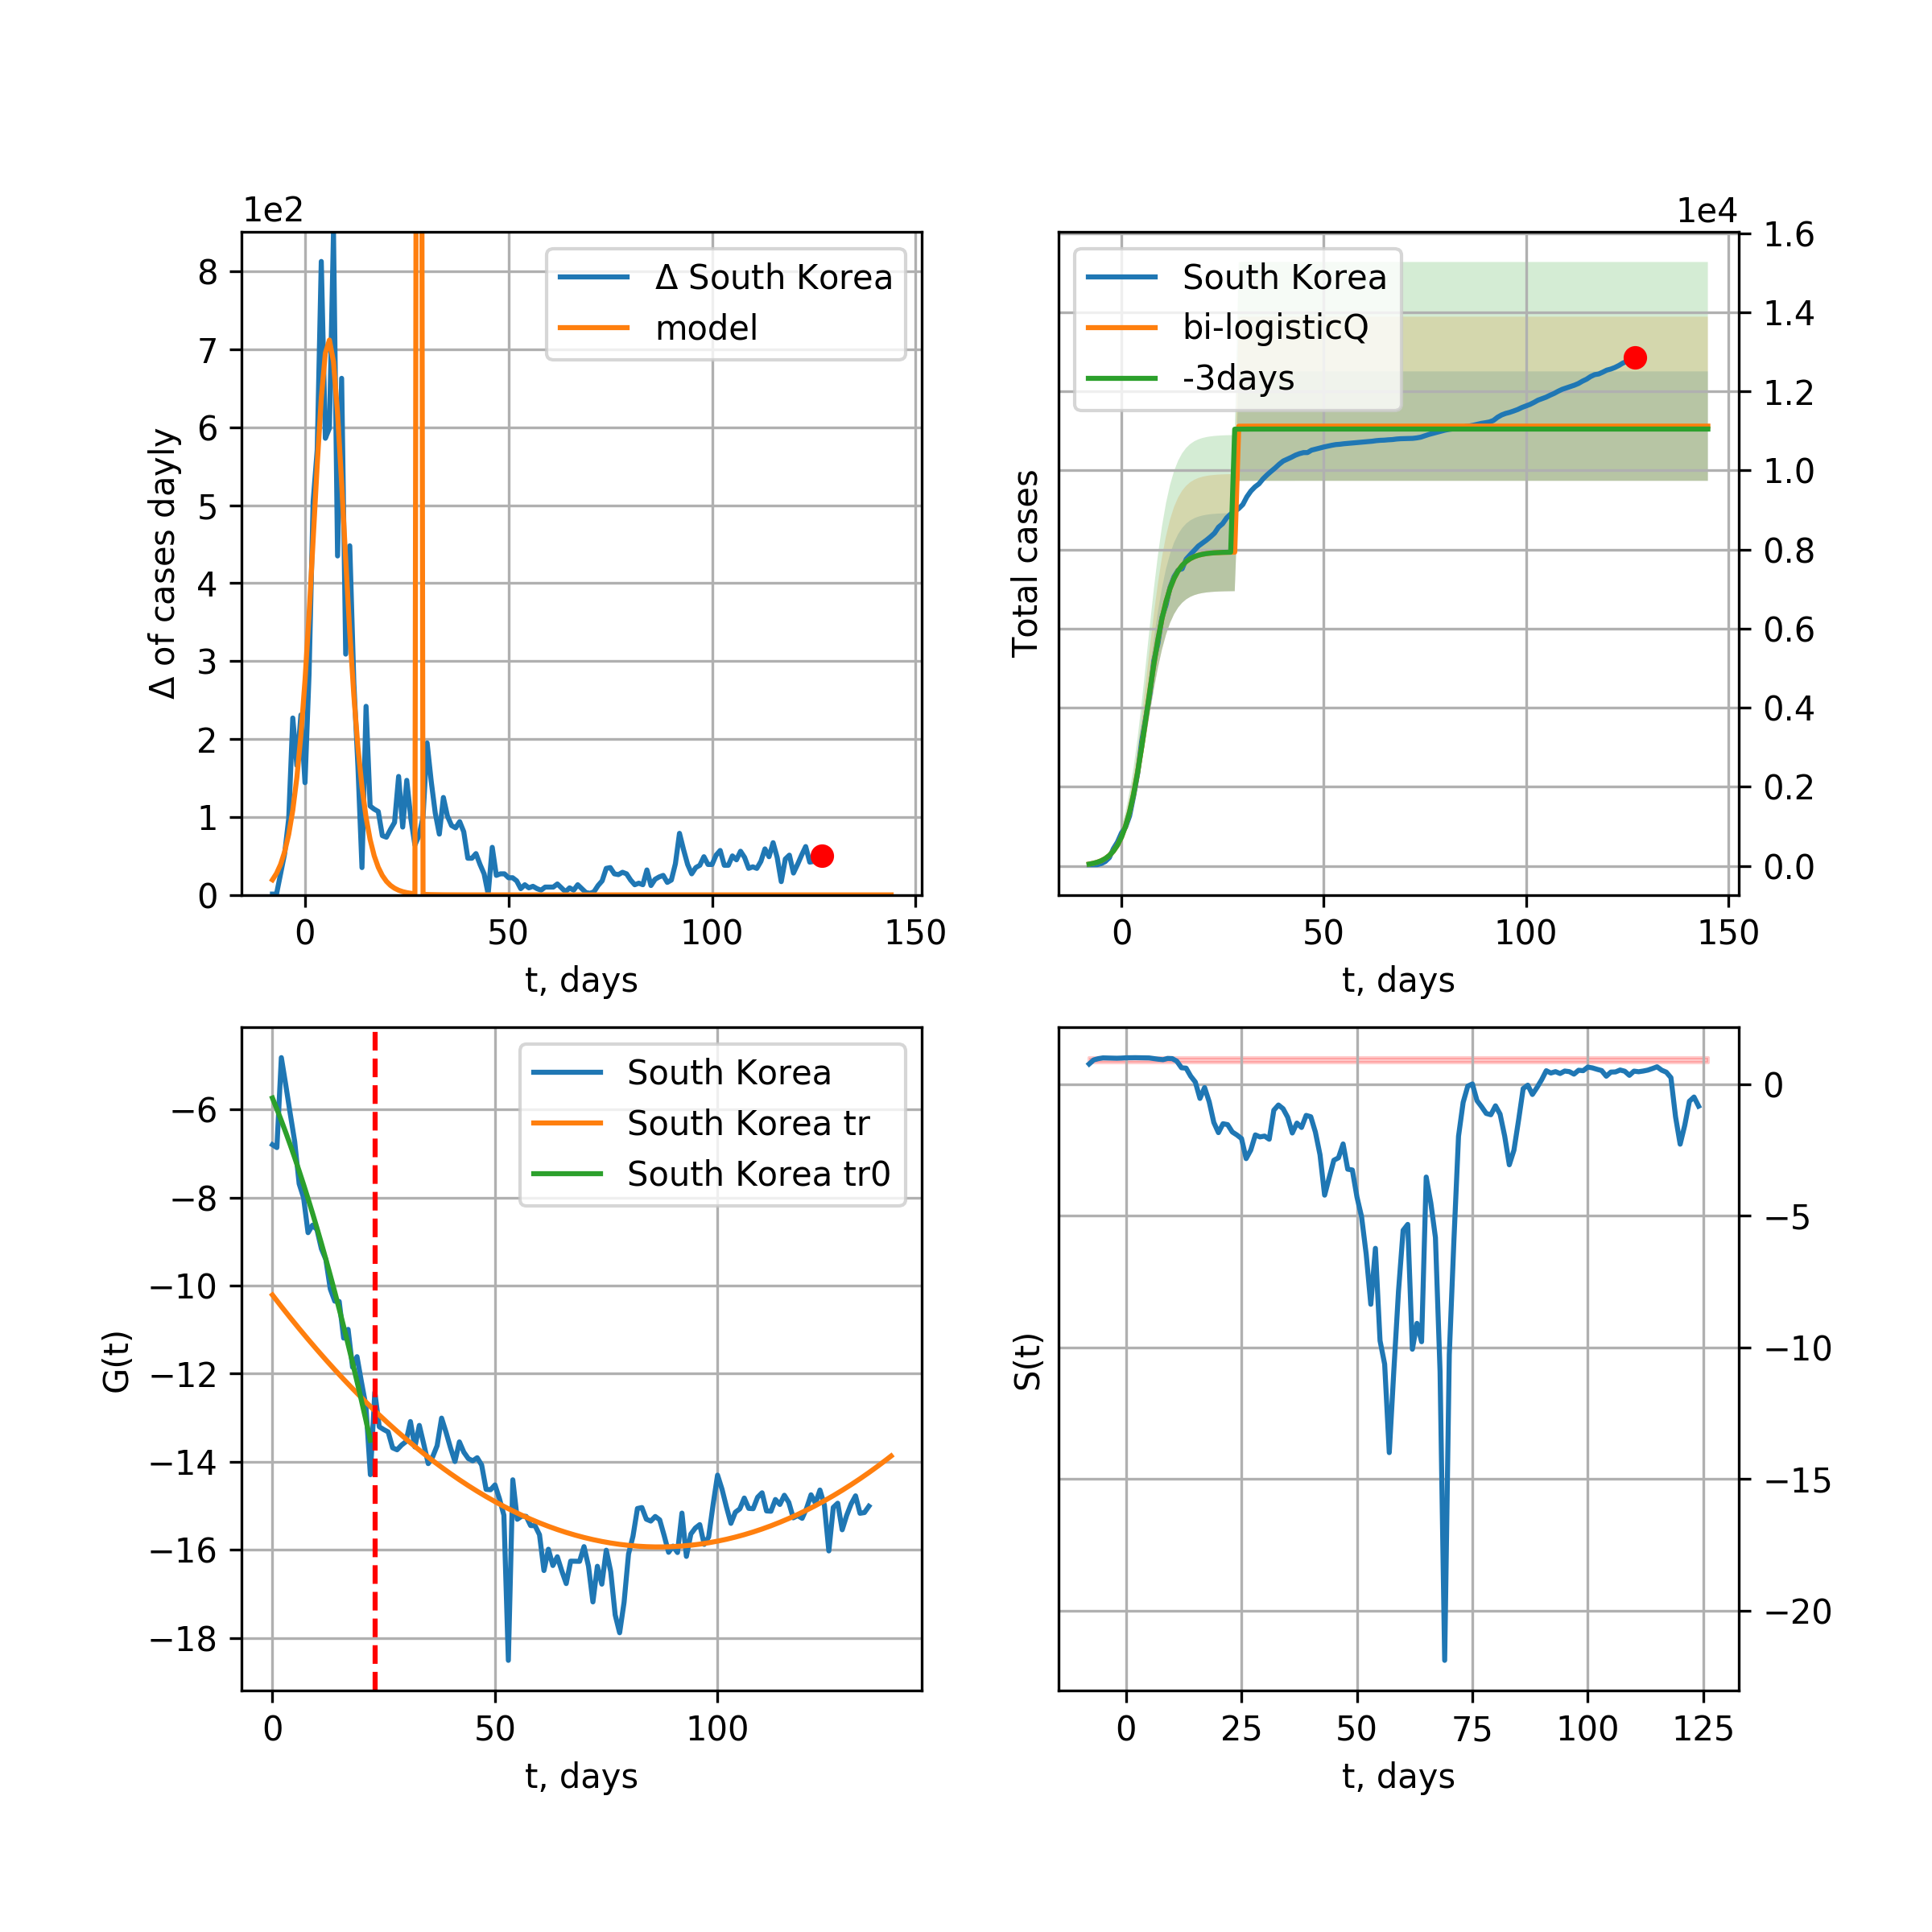 1e2
Δ of cases dayly
8
7
6
5
4
3
2
1
0
Δ South Korea
model
0 50 100 150
t, days
1e4
Total cases
South Korea
bi-logisticQ
-3days
1.6
1.4
1.2
1.0
0.8
0.6
0.4
0.2
0.0
0 50 100 150
t, days
G(t)
−6
−8
−10
−12
−14
−16
−18
South Korea
South Korea tr
South Korea tr0
0 50 100
t, days
S(t)
0
−5
−10
−15
−20
0 25 50 75 100 125
t, days